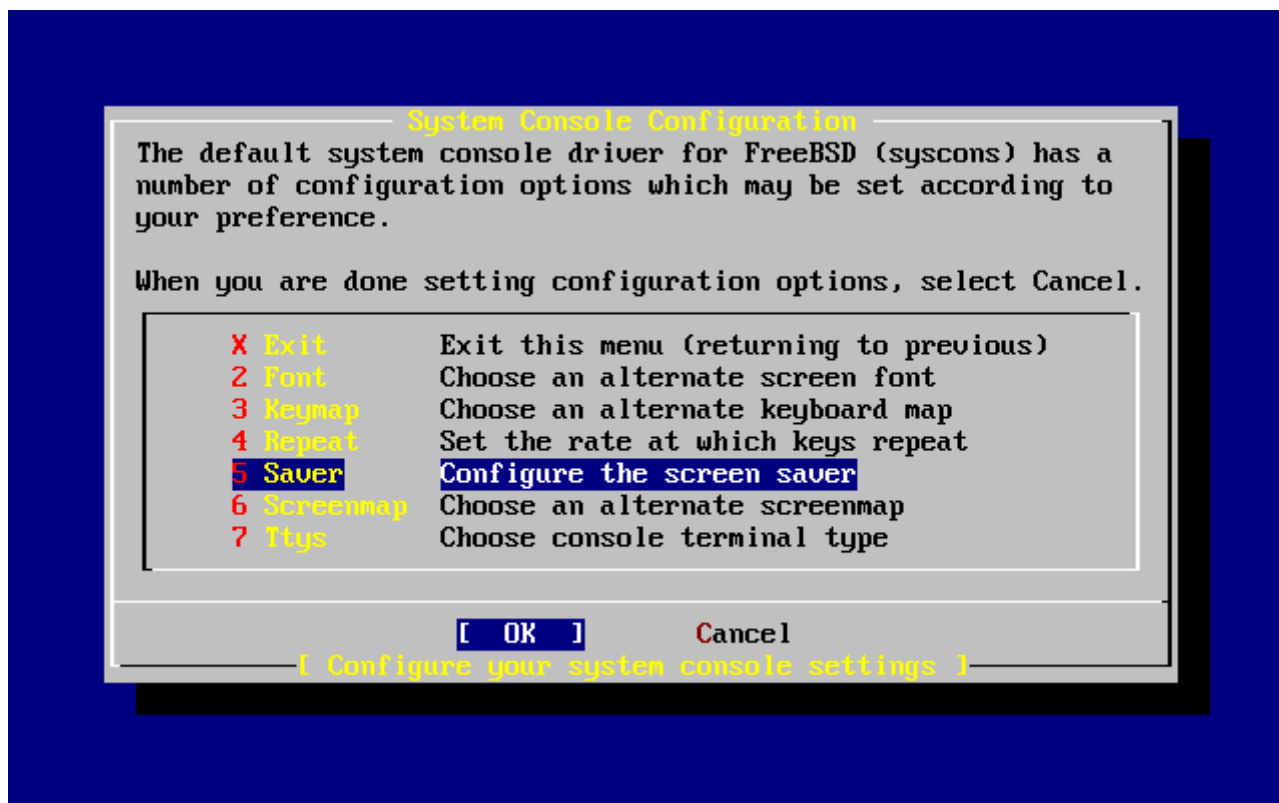 System Console Configuration
The default system console driver for FreeBSD (syscons) has a
number of configuration options which may be set according to
your preference.
When you are done setting configuration options, select Cancel.
X Exit Exit this menu (returning to previous)
2 Font Choose an alternate screen font
3 Keymap Choose an alternate keyboard map
4 Repeat Set the rate at which keys repeat
5 Saver Configure the screen saver
6 Screenmap Choose an alternate screenmap
7 Ttys Choose console terminal type
[ OK ] Cancel
[ Configure your system console settings ]